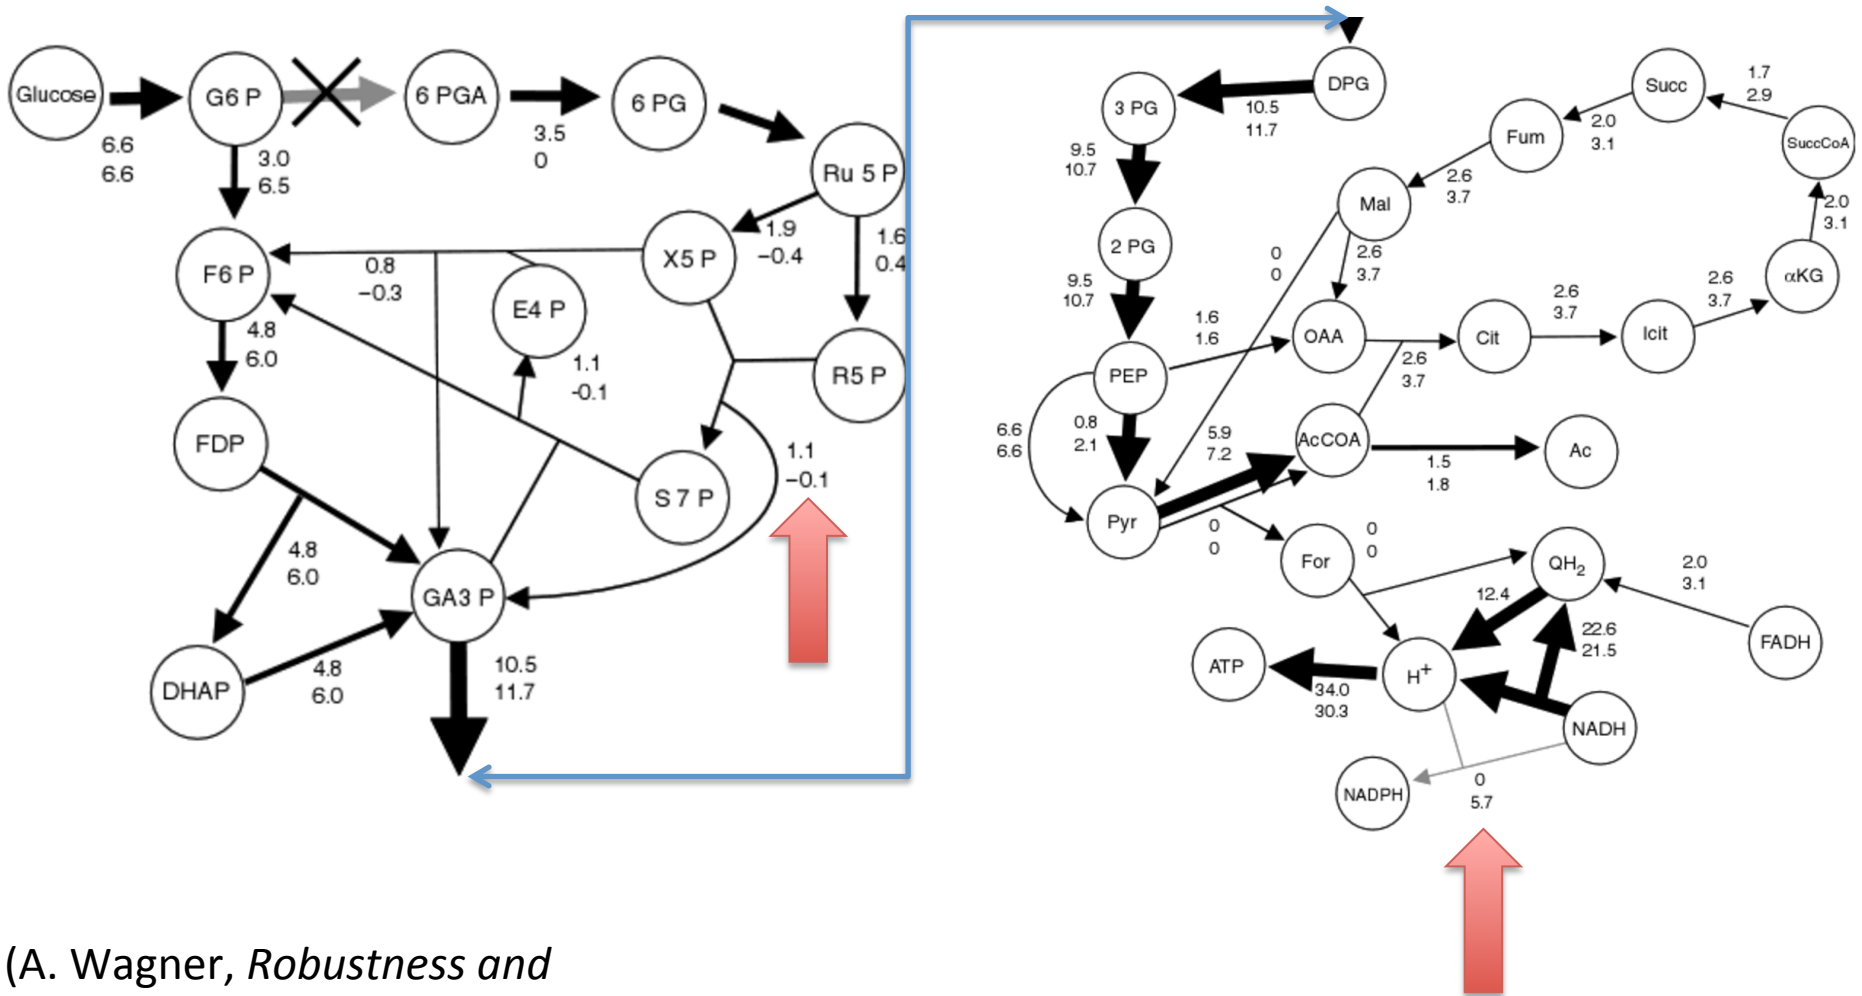 Glucose
6.6
6.6
G6 P
3.0
6.5
6 PGA
3.5
0
6 PG
Ru 5 P
1.9
−0.4
1.6
0.4
X5 P
F6 P
0.8
−0.3
E4 P
1.1
-0.1
R5 P
4.8
6.0
FDP
S 7 P
1.1
−0.1
4.8
6.0
GA3 P
DHAP
4.8
6.0
10.5
11.7
DPG
10.5
11.7
3 PG
9.5
10.7
2 PG
9.5
10.7
PEP
1.6
1.6
6.6
6.6
0.8
2.1
Pyr
5.9
7.2
0
0
Succ
1.7
2.9
SuccCoA
2.0
3.1
Fum
2.6
3.7
Mal
0
0
2.6
3.7
2.0
3.1
αKG
OAA
2.6
3.7
Cit
2.6
3.7
Icit
2.6
3.7
AcCOA
1.5
1.8
Ac
For
0
0
QH2
2.0
3.1
FADH
12.4
22.6
21.5
ATP
34.0
30.3
H+
NADH
NADPH
0
5.7
(A. Wagner, Robustness and